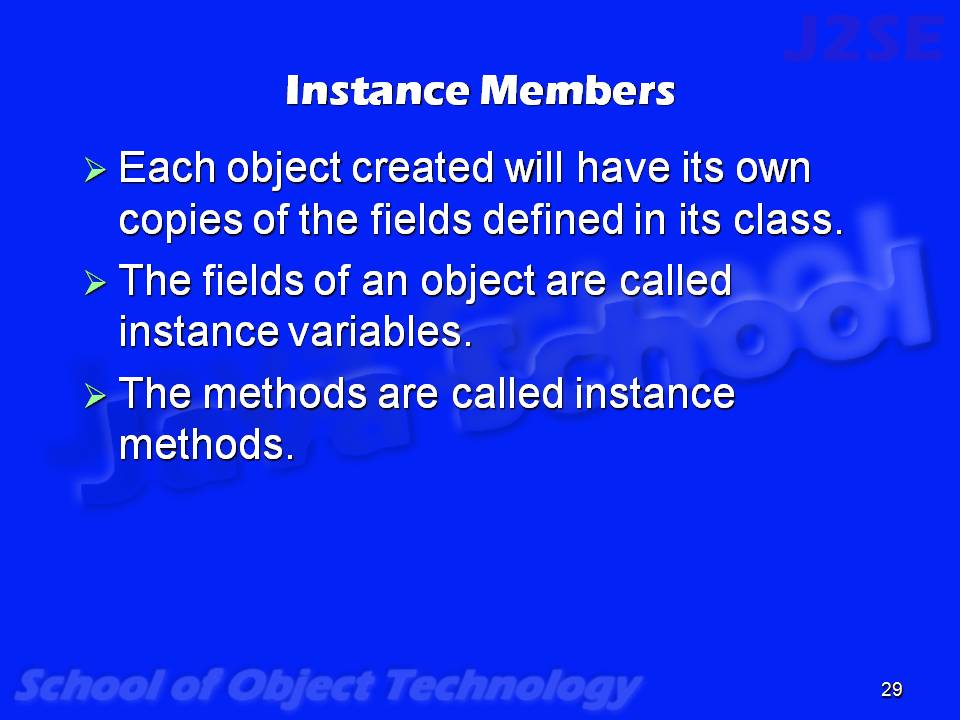 J2SE
Instance Members
Each object created will have its own
copies of the fields defined in its class.
The fields of an object are called
instance variables.
The methods are called instance
methods.
Java School
School of Object Technology
29